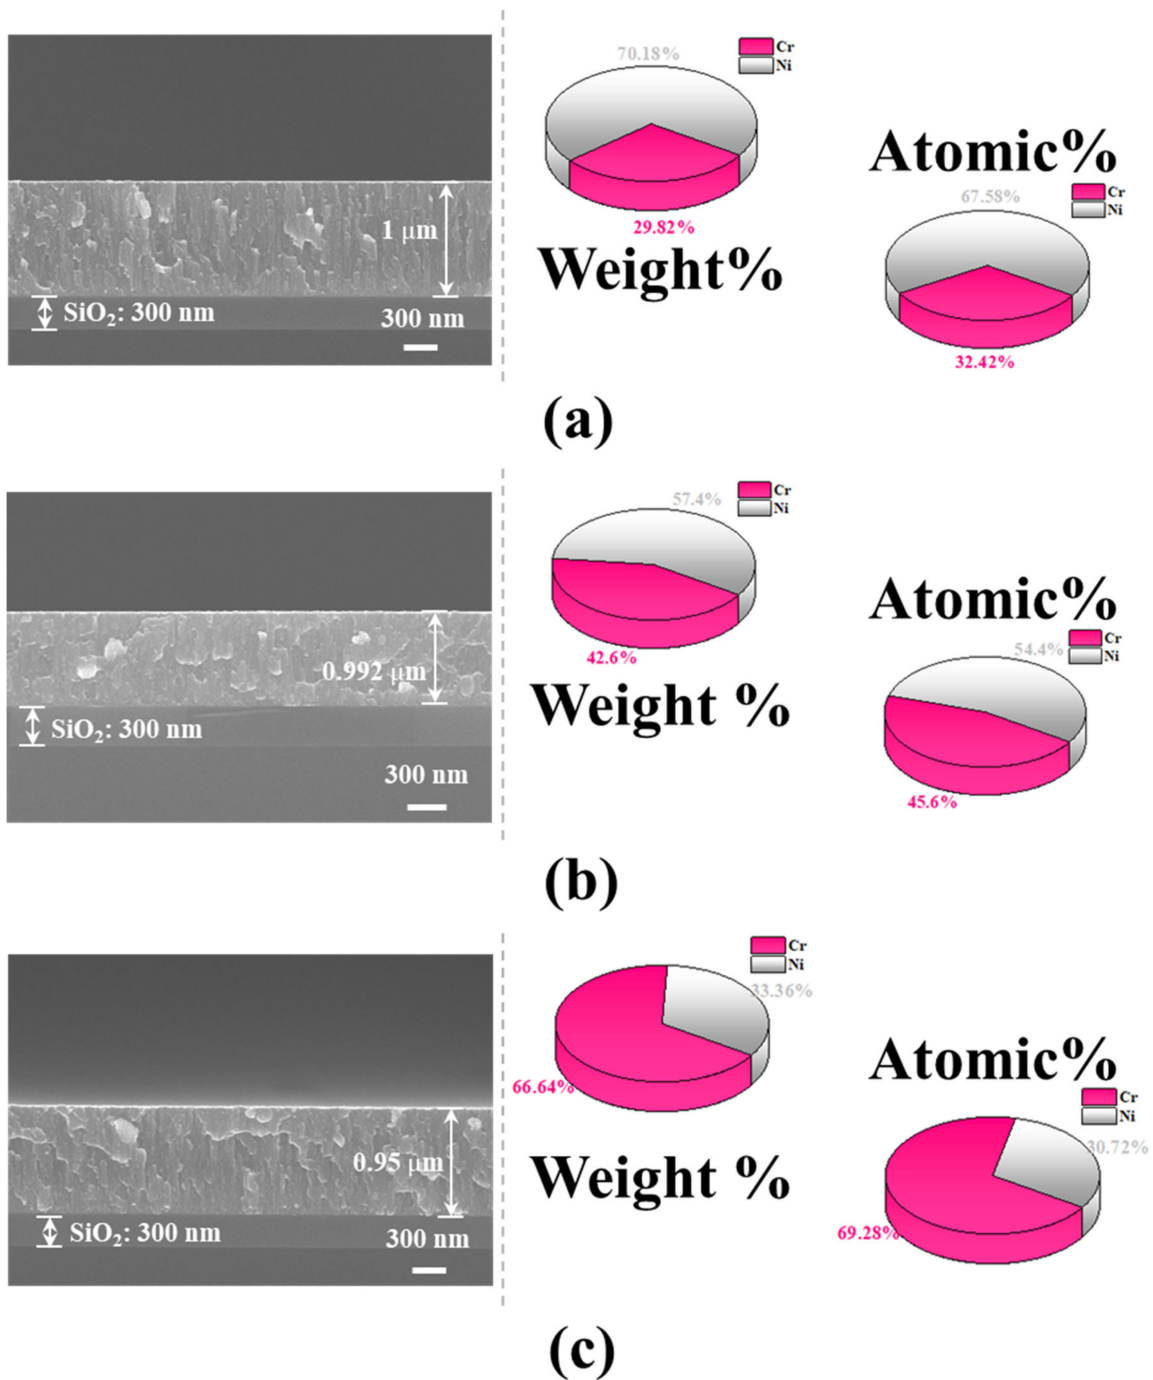 70.18%
Cr
Ni
29.82%
Weight%
Atomic%
67.58%
Cr
Ni
32.42%
1 μm
SiO₂: 300 nm
300 nm
(a)
57.4%
Cr
Ni
42.6%
Weight %
Atomic%
54.4%
Cr
Ni
45.6%
0.992 μm
SiO₂: 300 nm
300 nm
(b)
Cr
Ni
33.36%
66.64%
Weight %
Atomic%
Cr
Ni
30.72%
69.28%
0.95 μm
SiO₂: 300 nm
300 nm
(c)